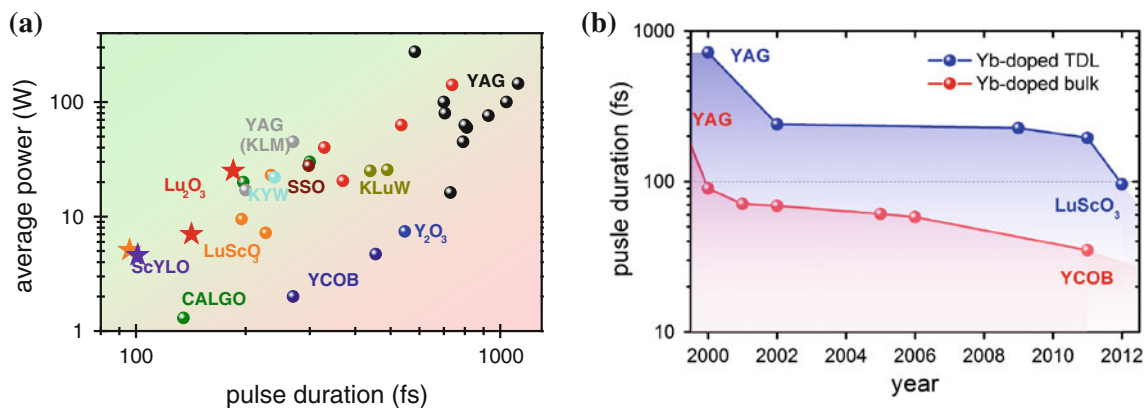 (a)
average power (W)
100
10
1
YAG
YAG
(KLM)
Lu2O3
KYW
SSO
KLuW
LuScO3
Y2O3
ScYLO
YCOB
CALGO
100
1000
pulse duration (fs)
(b)
pusle duration (fs)
1000
100
10
YAG
Yb-doped TDL
Yb-doped bulk
YAG
LuScO3
YCOB
2000 2002 2004 2006 2008 2010 2012
year